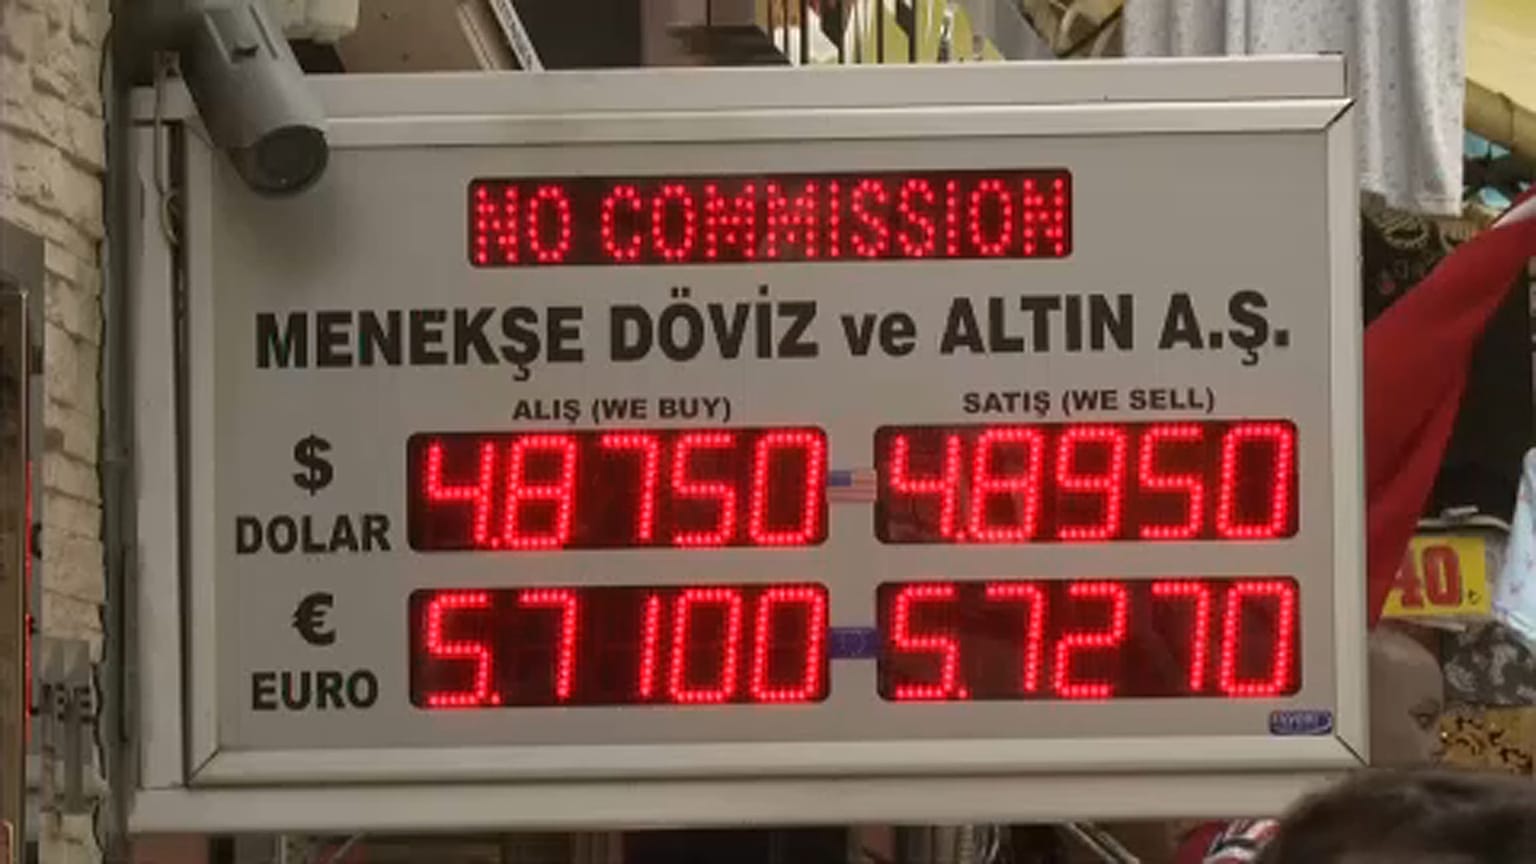 NO COMMISSION
MENEKŞE DÖVİZ ve ALTIN A.Ş.
ALIŞ (WE BUY) SATIŞ (WE SELL)
$ 4.8750 4.8950
DOLAR
€ 5.7100 5.7270
EURO
40